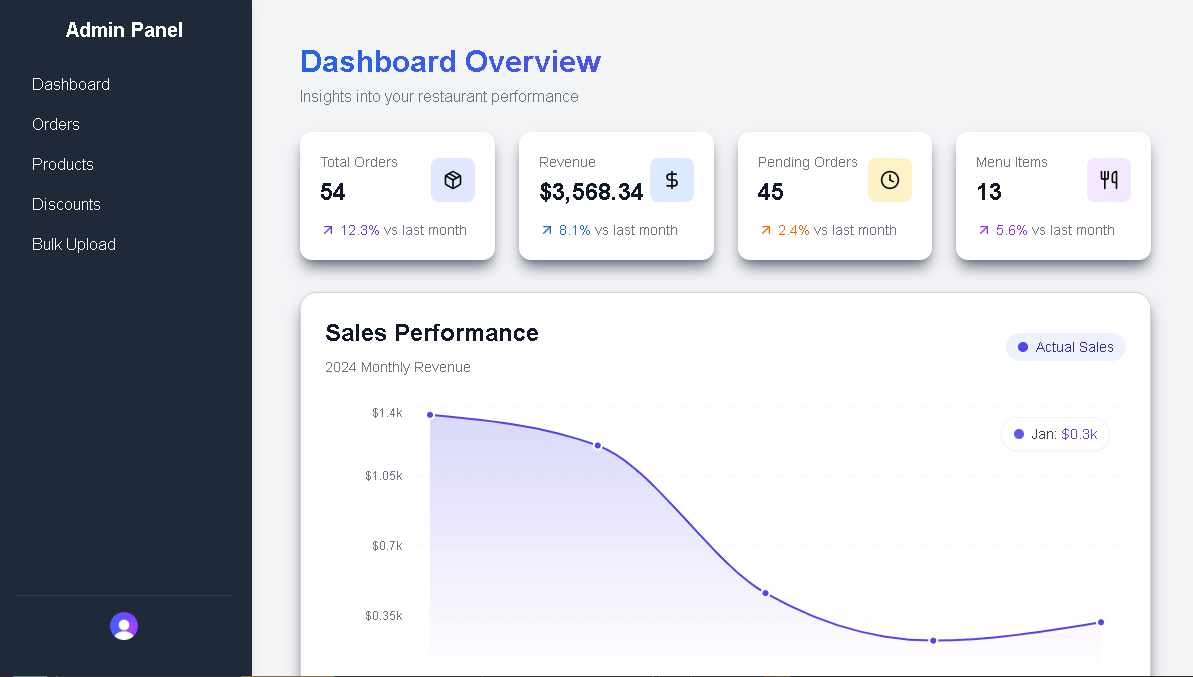 Admin Panel
Dashboard
Orders
Products
Discounts
Bulk Upload
Dashboard Overview
Insights into your restaurant performance
Total Orders
54
12.3% vs last month
Revenue
$3,568.34
8.1% vs last month
Pending Orders
45
2.4% vs last month
Menu Items
13
5.6% vs last month
Sales Performance
2024 Monthly Revenue
Actual Sales
Jan: $0.3k
$1.4k
$1.05k
$0.7k
$0.35k